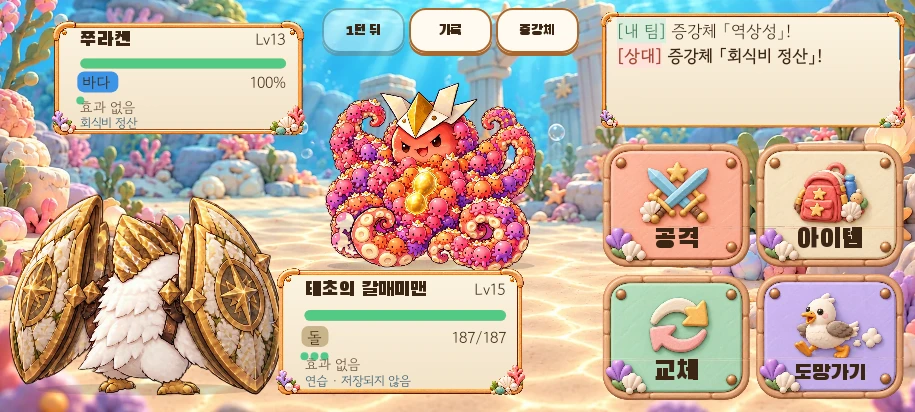 푸라켄
Lv13
바다
100%
효과 없음
회식비 정산
1턴 뒤
기록
증강체
[내 팀] 증강체 「역상성」!
[상대] 증강체 「회식비 정산」!
태초의 갈매미맨
Lv15
돌
187/187
효과 없음
연습 · 저장되지 않음
공격
아이템
교체
도망가기